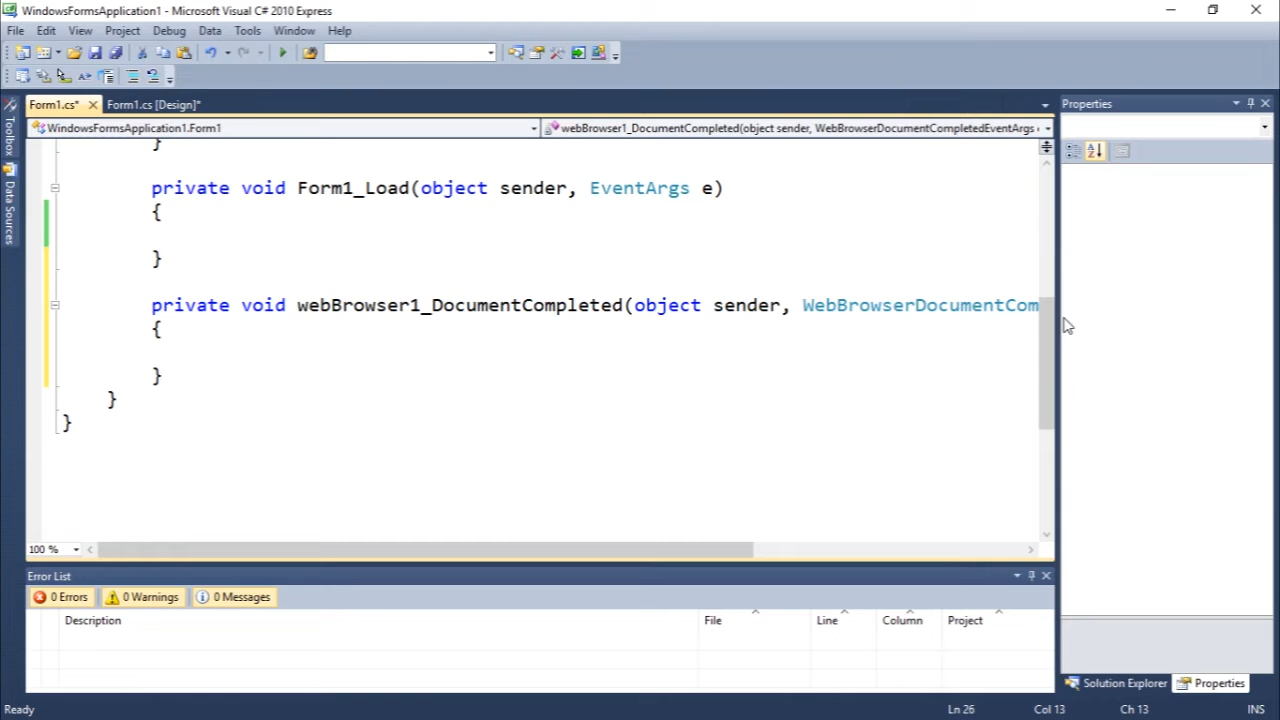 WindowsFormsApplication1 - Microsoft Visual C# 2010 Express
File Edit View Project Debug Data Tools Window Help
Form1.cs* Form1.cs [Design]* Properties
WindowsFormsApplication1.Form1 webBrowser1_DocumentCompleted(object sender, WebBrowserDocumentCompletedEventArgs e
Toolbox
Data Sources
}
private void Form1_Load(object sender, EventArgs e)
{
}
private void webBrowser1_DocumentCompleted(object sender, WebBrowserDocumentCom
{
}
}
}
100 %
Error List
0 Errors 0 Warnings 0 Messages
Description File Line Column Project
Solution Explorer Properties
Ready Ln 26 Col 13 Ch 13 INS